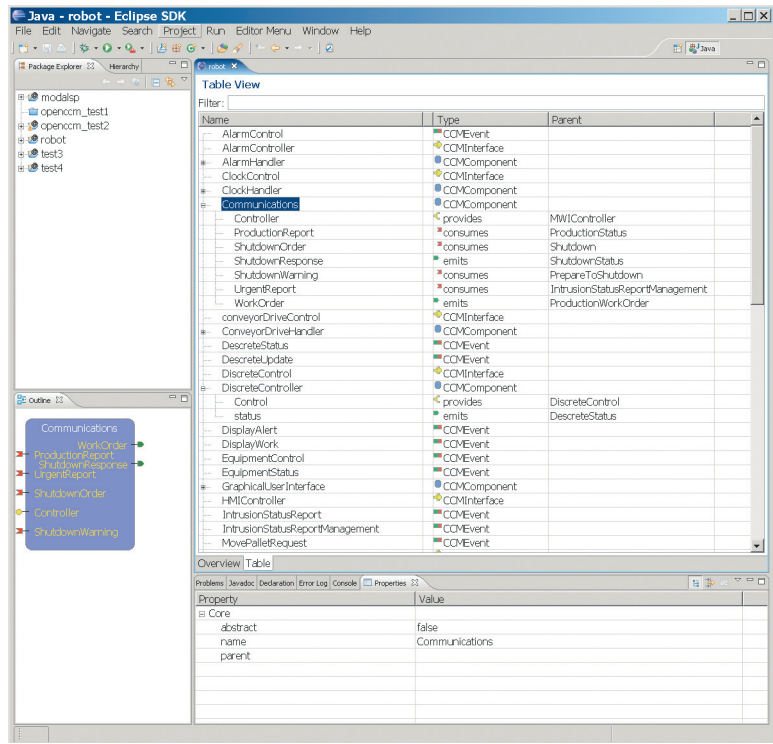 Java - robot - Eclipse SDK
File Edit Navigate Search Project Run Editor Menu Window Help
Java
Package Explorer Hierarchy
modalsp
openccm_test1
openccm_test2
robot
test3
test4
robot
Table View
Filter:
Name Type Parent
AlarmControl CCMEvent
AlarmController CCMInterface
AlarmHandler CCMComponent
ClockControl CCMInterface
ClockHandler CCMComponent
Communications CCMComponent
Controller provides MWIController
ProductionReport consumes ProductionStatus
ShutdownOrder consumes Shutdown
ShutdownResponse emits ShutdownStatus
ShutdownWarning consumes PrepareToShutdown
UrgentReport consumes IntrusionStatusReportManagement
WorkOrder emits ProductionWorkOrder
conveyorDriveControl CCMInterface
ConveyorDriveHandler CCMComponent
DescreteStatus CCMEvent
DescreteUpdate CCMEvent
DiscreteControl CCMInterface
DiscreteController CCMComponent
Control provides DiscreteControl
status emits DescreteStatus
DisplayAlert CCMEvent
DisplayWork CCMEvent
EquipmentControl CCMEvent
EquipmentStatus CCMEvent
GraphicalUserInterface CCMComponent
HMIController CCMInterface
IntrusionStatusReport CCMEvent
IntrusionStatusReportManagement CCMEvent
MovePalletRequest CCMEvent
Overview Table
Outline
Communications
WorkOrder
ProductionReport
ShutdownResponse
UrgentReport
ShutdownOrder
Controller
ShutdownWarning
Problems Javadoc Declaration Error Log Console Properties
Property Value
Core
abstract false
name Communications
parent